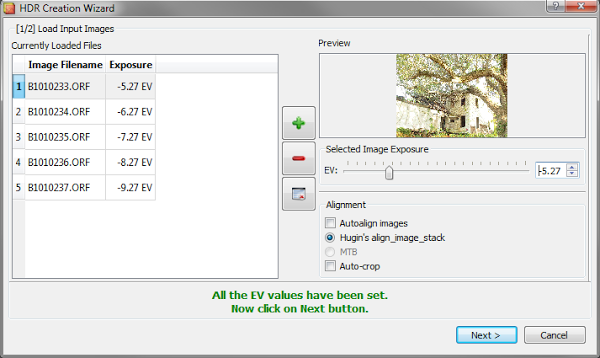 HDR Creation Wizard
[1/2] Load Input Images
Currently Loaded Files
Image Filename Exposure
1 B1010233.ORF -5.27 EV
2 B1010234.ORF -6.27 EV
3 B1010235.ORF -7.27 EV
4 B1010236.ORF -8.27 EV
5 B1010237.ORF -9.27 EV
Preview
Selected Image Exposure
EV: -5.27
Alignment
Autoalign images
Hugin's align_image_stack
MTB
Auto-crop
All the EV values have been set.
Now click on Next button.
Next > Cancel